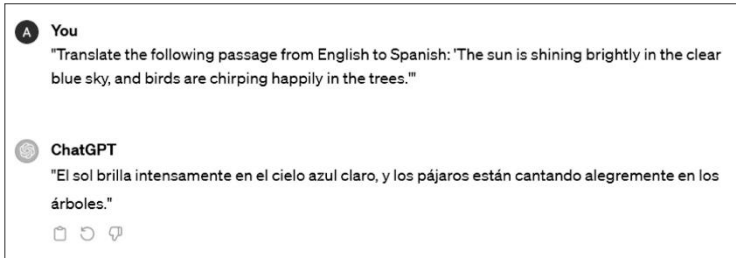 A You
"Translate the following passage from English to Spanish: 'The sun is shining brightly in the clear
blue sky, and birds are chirping happily in the trees.'"
ChatGPT
"El sol brilla intensamente en el cielo azul claro, y los pájaros están cantando alegremente en los
árboles."